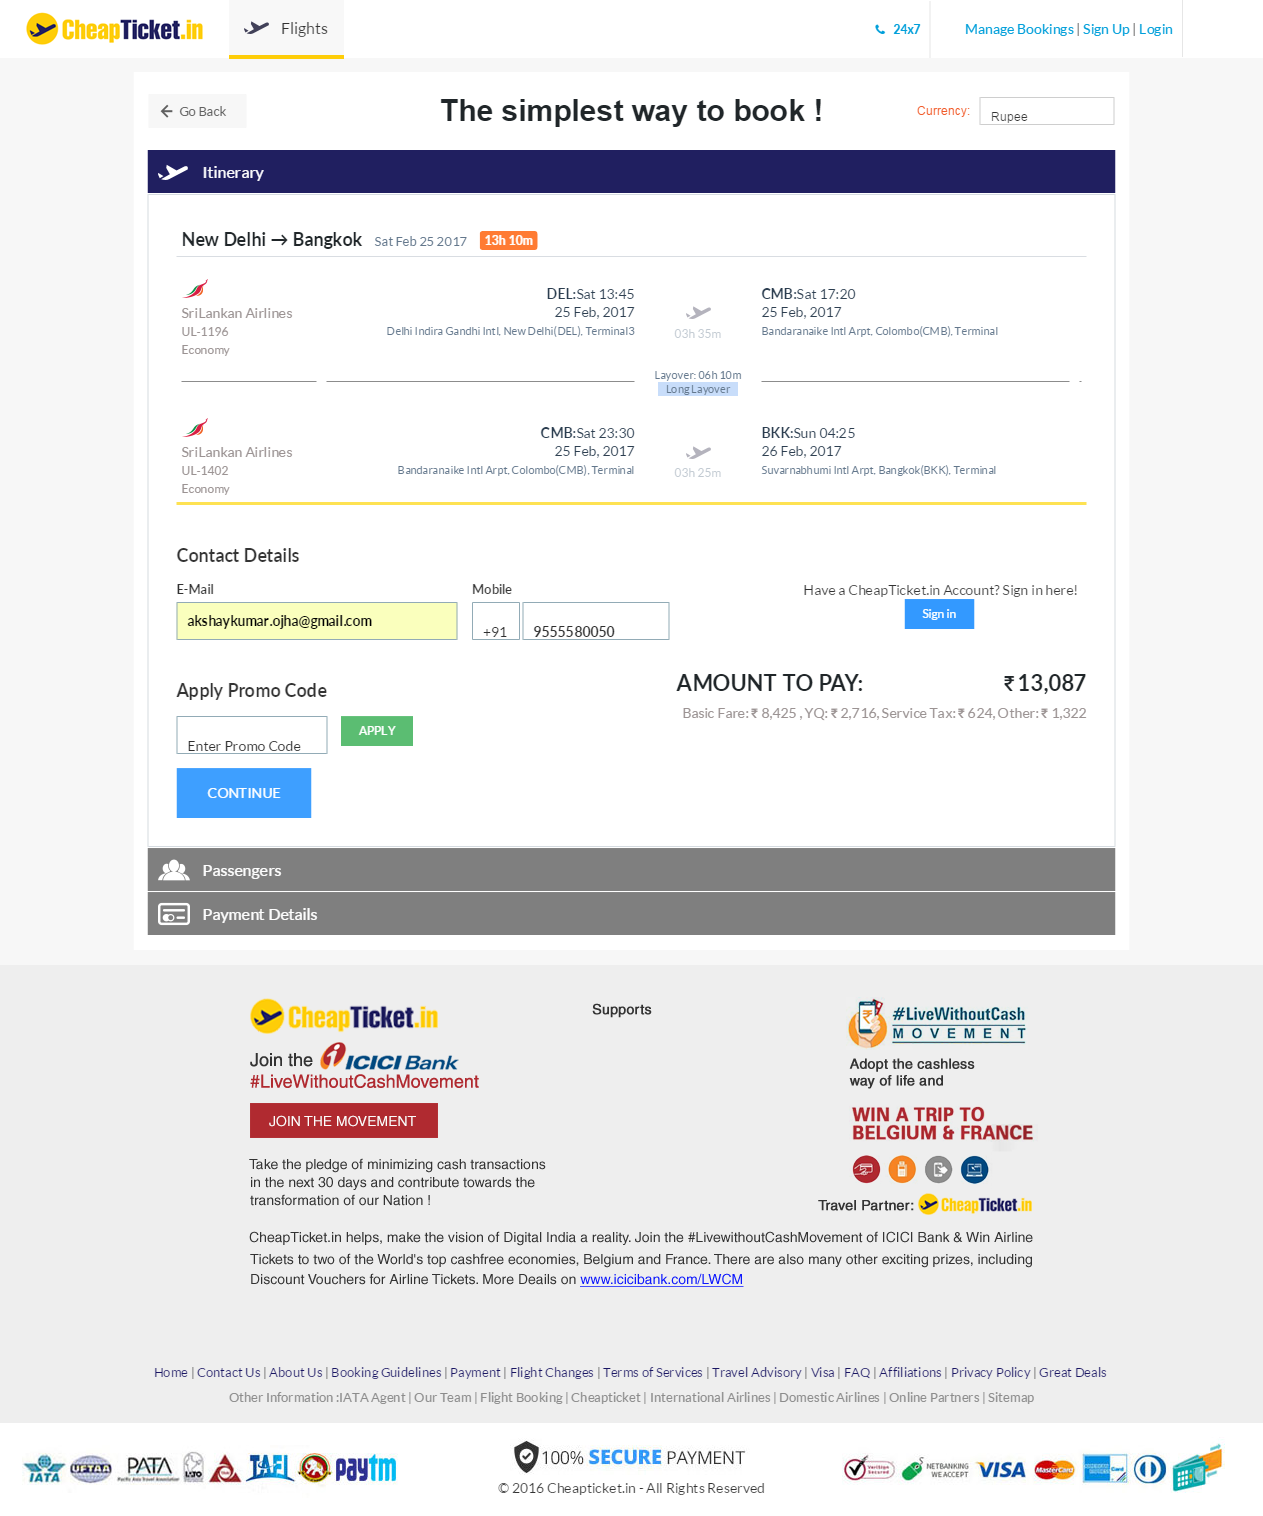 CheapTicket.in
Flights
24x7
Manage Bookings | Sign Up | Login
Go Back
The simplest way to book !
Currency:
Rupee
Itinerary
New Delhi → Bangkok Sat Feb 25 2017 13h 10m
SriLankan Airlines
UL-1196
Economy
DEL:Sat 13:45
25 Feb, 2017
Delhi Indira Gandhi Intl, New Delhi(DEL), Terminal3
03h 35m
CMB:Sat 17:20
25 Feb, 2017
Bandaranaike Intl Arpt, Colombo(CMB), Terminal
Layover: 06h 10m
Long Layover
SriLankan Airlines
UL-1402
Economy
CMB:Sat 23:30
25 Feb, 2017
Bandaranaike Intl Arpt, Colombo(CMB), Terminal
03h 25m
BKK:Sun 04:25
26 Feb, 2017
Suvarnabhumi Intl Arpt, Bangkok(BKK), Terminal
Contact Details
E-Mail
akshaykumar.ojha@gmail.com
Mobile
+91
9555580050
Have a CheapTicket.in Account? Sign in here!
Sign in
Apply Promo Code
Enter Promo Code
APPLY
AMOUNT TO PAY: ₹ 13,087
Basic Fare: ₹ 8,425 , YQ: ₹ 2,716, Service Tax: ₹ 624, Other: ₹ 1,322
CONTINUE
Passengers
Payment Details
CheapTicket.in
Join the ICICI Bank
#LiveWithoutCashMovement
JOIN THE MOVEMENT
Take the pledge of minimizing cash transactions
in the next 30 days and contribute towards the
transformation of our Nation !
Supports
#LiveWithoutCash
MOVEMENT
Adopt the cashless
way of life and
WIN A TRIP TO
BELGIUM & FRANCE
Travel Partner: CheapTicket.in
CheapTicket.in helps, make the vision of Digital India a reality. Join the #LivewithoutCashMovement of ICICI Bank & Win Airline
Tickets to two of the World's top cashfree economies, Belgium and France. There are also many other exciting prizes, including
Discount Vouchers for Airline Tickets. More Deails on www.icicibank.com/LWCM
Home | Contact Us | About Us | Booking Guidelines | Payment | Flight Changes | Terms of Services | Travel Advisory | Visa | FAQ | Affiliations | Privacy Policy | Great Deals
Other Information :IATA Agent | Our Team | Flight Booking | Cheapticket | International Airlines | Domestic Airlines | Online Partners | Sitemap
IATA
UFTAA
PATA
Pacific Asia Travel Association
IATO
TAFI
paytm
100% SECURE PAYMENT
© 2016 Cheapticket.in - All Rights Reserved
Verisign
Secured
NETBANKING
WE ACCEPT
VISA
MasterCard